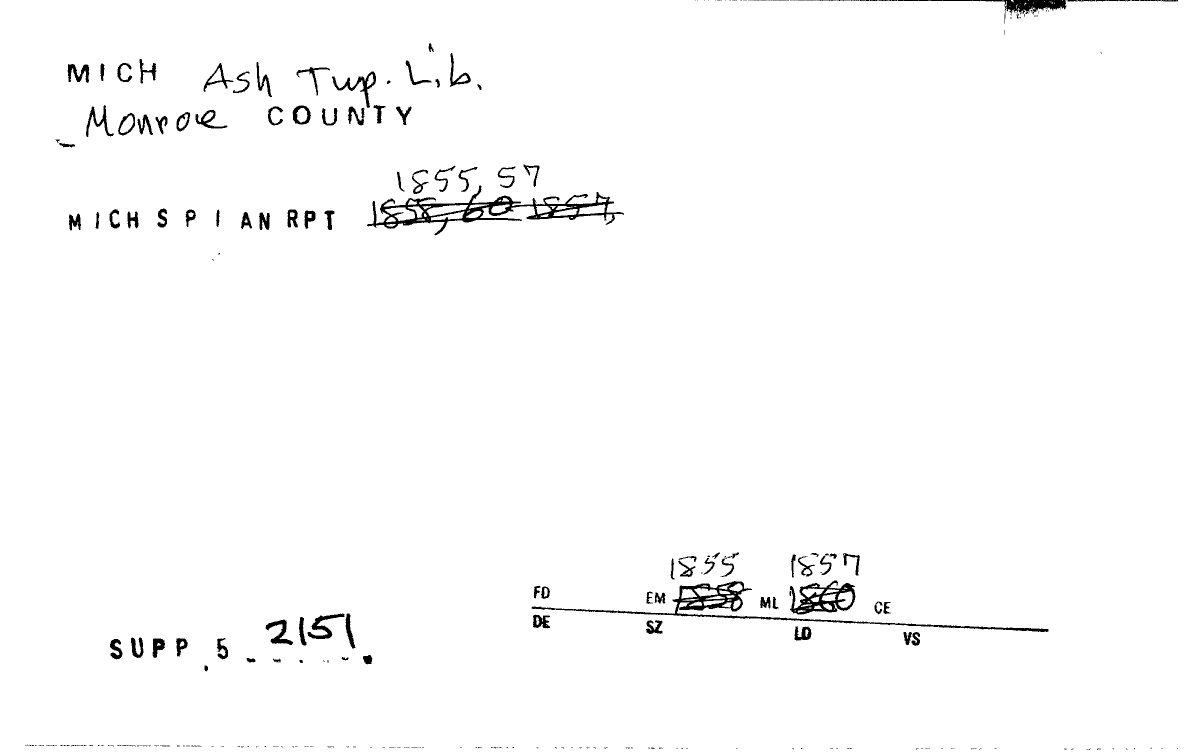 MICH Ash Twp. Lib.
Monroe COUNTY
1855, 57
MICH S P I AN RPT 1858, 60 1857,
1855 1857
FD EM 1858 ML 1860 CE
DE SZ LD VS
SUPP. 5 2151